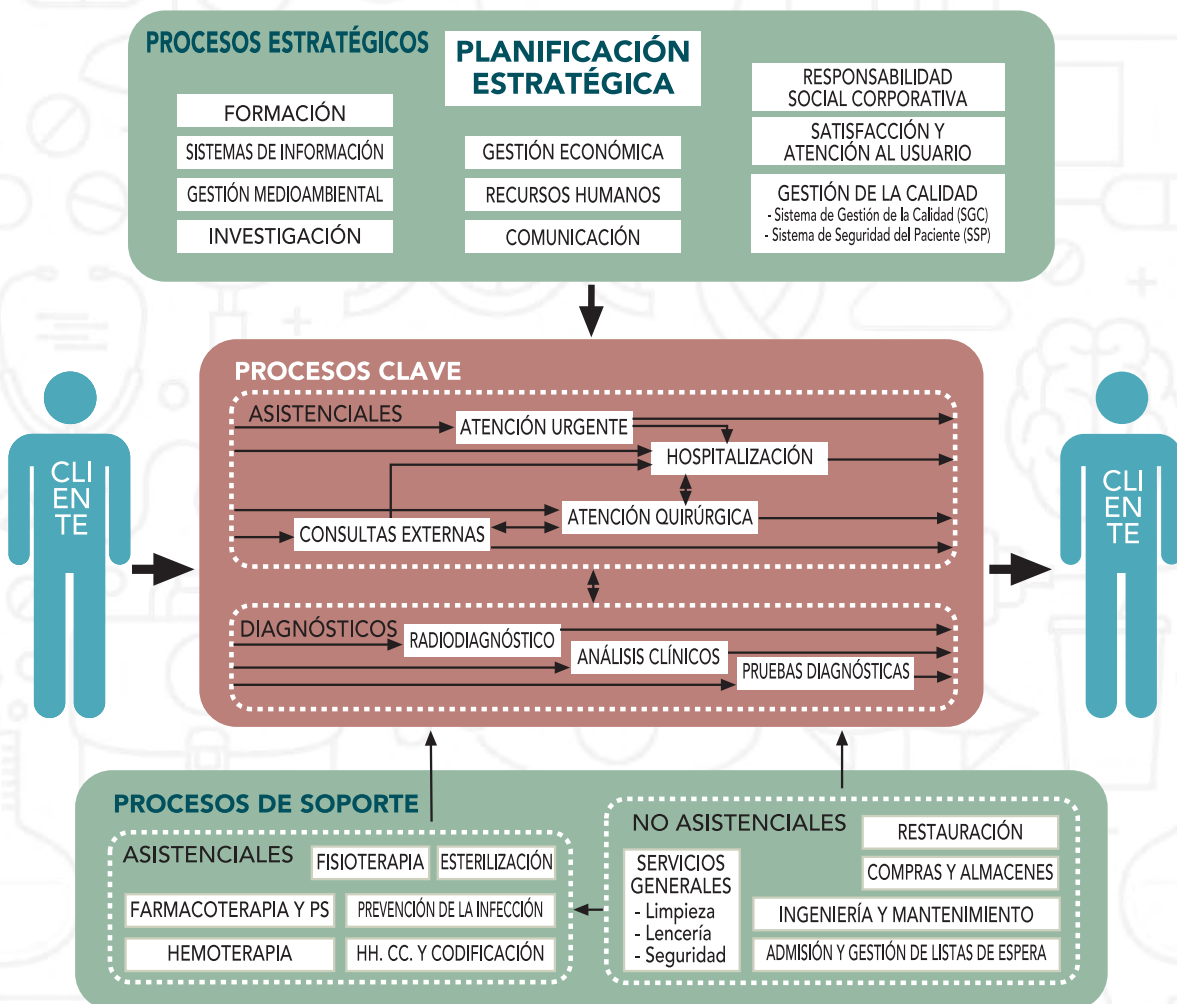 PROCESOS ESTRATÉGICOS
PLANIFICACIÓN
ESTRATÉGICA
FORMACIÓN
SISTEMAS DE INFORMACIÓN
GESTIÓN MEDIOAMBIENTAL
INVESTIGACIÓN
GESTIÓN ECONÓMICA
RECURSOS HUMANOS
COMUNICACIÓN
RESPONSABILIDAD
SOCIAL CORPORATIVA
SATISFACCIÓN Y
ATENCIÓN AL USUARIO
GESTIÓN DE LA CALIDAD
- Sistema de Gestión de la Calidad (SGC)
- Sistema de Seguridad del Paciente (SSP)
CLI
EN
TE
PROCESOS CLAVE
ASISTENCIALES
ATENCIÓN URGENTE
HOSPITALIZACIÓN
ATENCIÓN QUIRÚRGICA
CONSULTAS EXTERNAS
DIAGNÓSTICOS
RADIODIAGNÓSTICO
ANÁLISIS CLÍNICOS
PRUEBAS DIAGNÓSTICAS
CLI
EN
TE
PROCESOS DE SOPORTE
ASISTENCIALES
FISIOTERAPIA
ESTERILIZACIÓN
FARMACOTERAPIA Y PS
PREVENCIÓN DE LA INFECCIÓN
HEMOTERAPIA
HH. CC. Y CODIFICACIÓN
NO ASISTENCIALES
RESTAURACIÓN
SERVICIOS
GENERALES
- Limpieza
- Lencería
- Seguridad
COMPRAS Y ALMACENES
INGENIERÍA Y MANTENIMIENTO
ADMISIÓN Y GESTIÓN DE LISTAS DE ESPERA